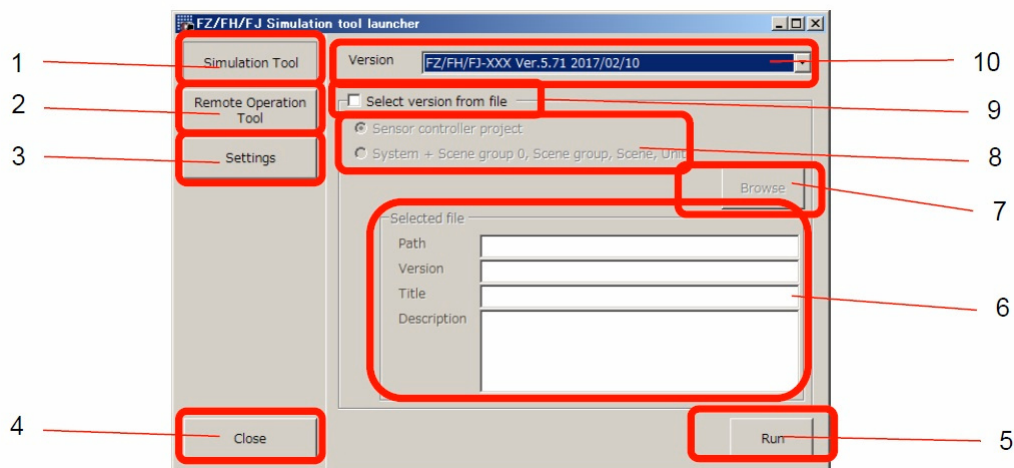 FZ/FH/FJ Simulation tool launcher
1
Simulation Tool
Version
FZ/FH/FJ-XXX Ver.5.71 2017/02/10
10
2
Remote Operation
Tool
Select version from file
9
Sensor controller project
3
Settings
System + Scene group 0, Scene group, Scene, Unit
8
Browse
7
Selected file
Path
Version
Title
6
Description
4
Close
Run
5